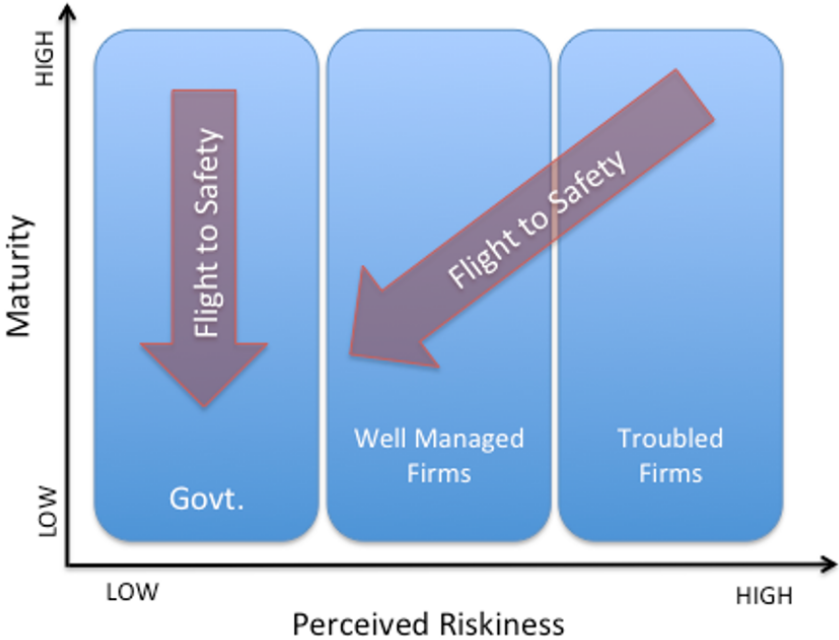 HIGH
Maturity
LOW
Flight to Safety
Govt.
Flight to Safety
Well Managed
Firms
Troubled
Firms
LOW
HIGH
Perceived Riskiness